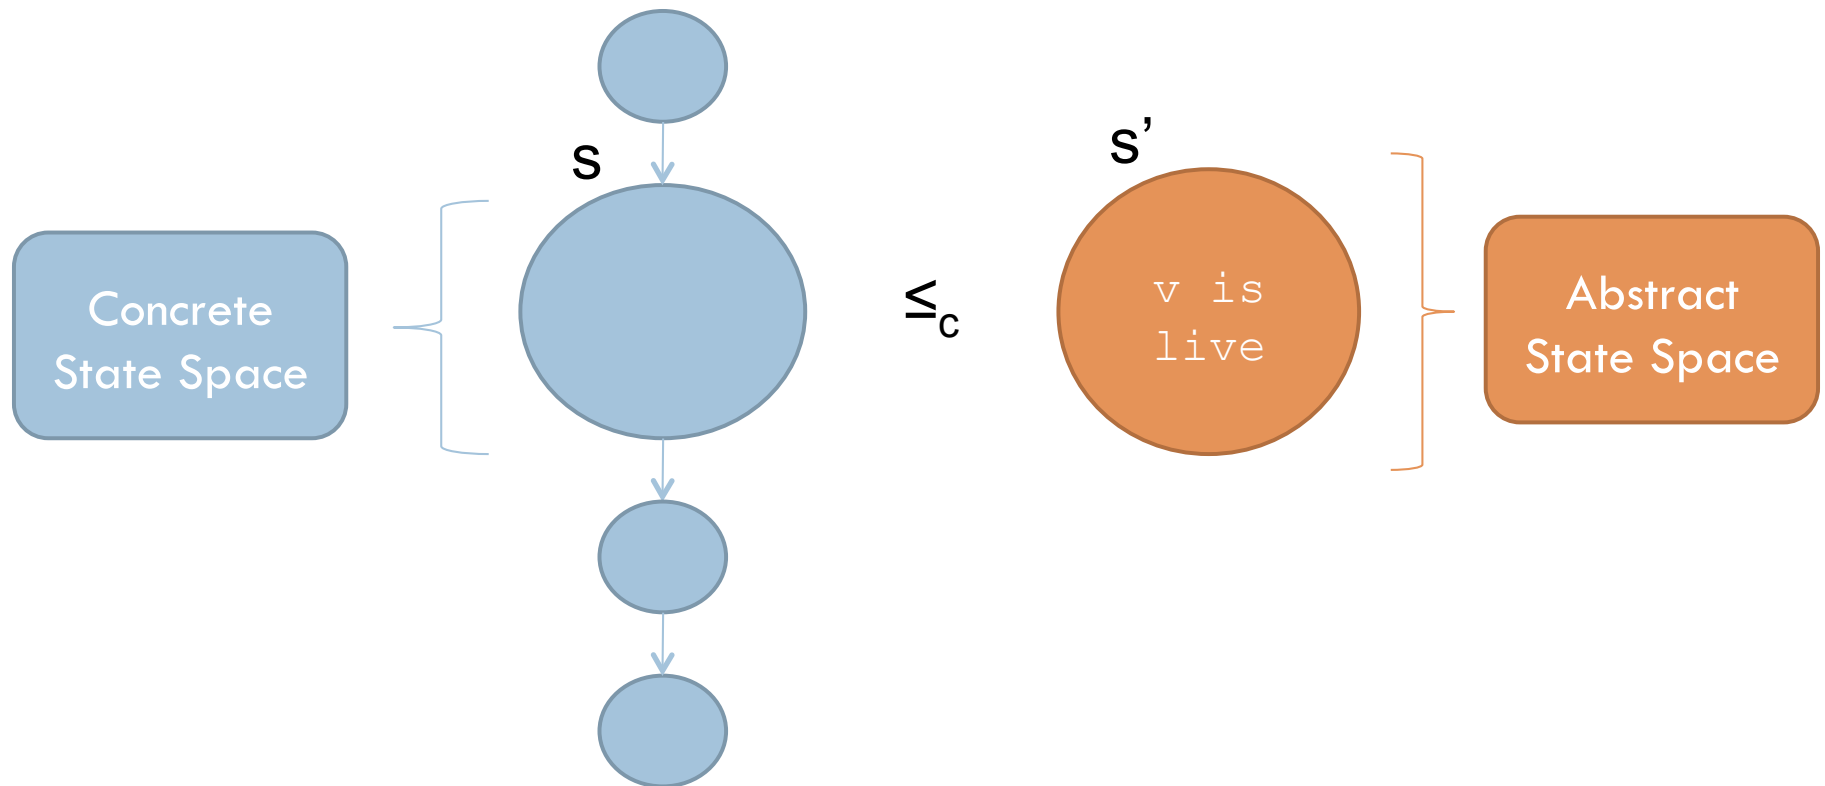 s
s’
Concrete
State Space
≤c
v is
live
Abstract
State Space